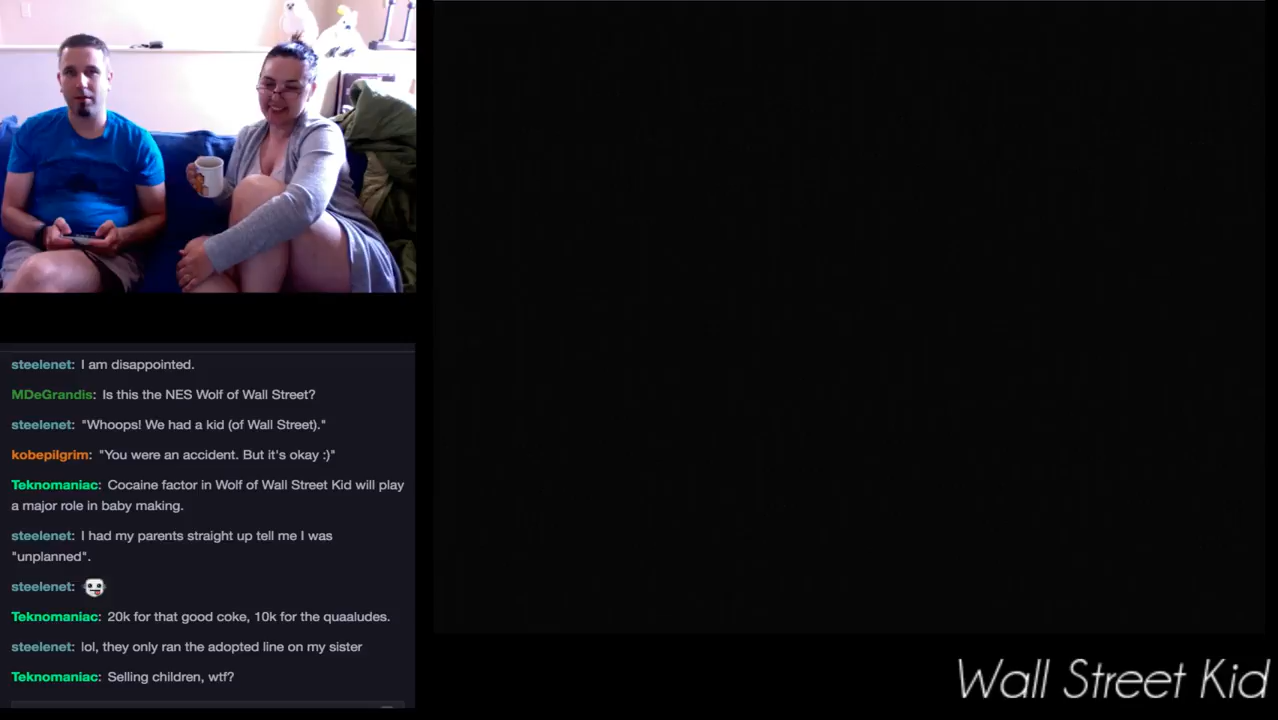 steelenet: I am disappointed.
MDeGrandis: Is this the NES Wolf of Wall Street?
steelenet: "Whoops! We had a kid (of Wall Street)."
kobepilgrim: "You were an accident. But it's okay :)"
Teknomaniac: Cocaine factor in Wolf of Wall Street Kid will play
a major role in baby making.
steelenet: I had my parents straight up tell me I was
"unplanned".
steelenet:
Teknomaniac: 20k for that good coke, 10k for the quaaludes.
steelenet: lol, they only ran the adopted line on my sister
Teknomaniac: Selling children, wtf?
Wall Street Kid